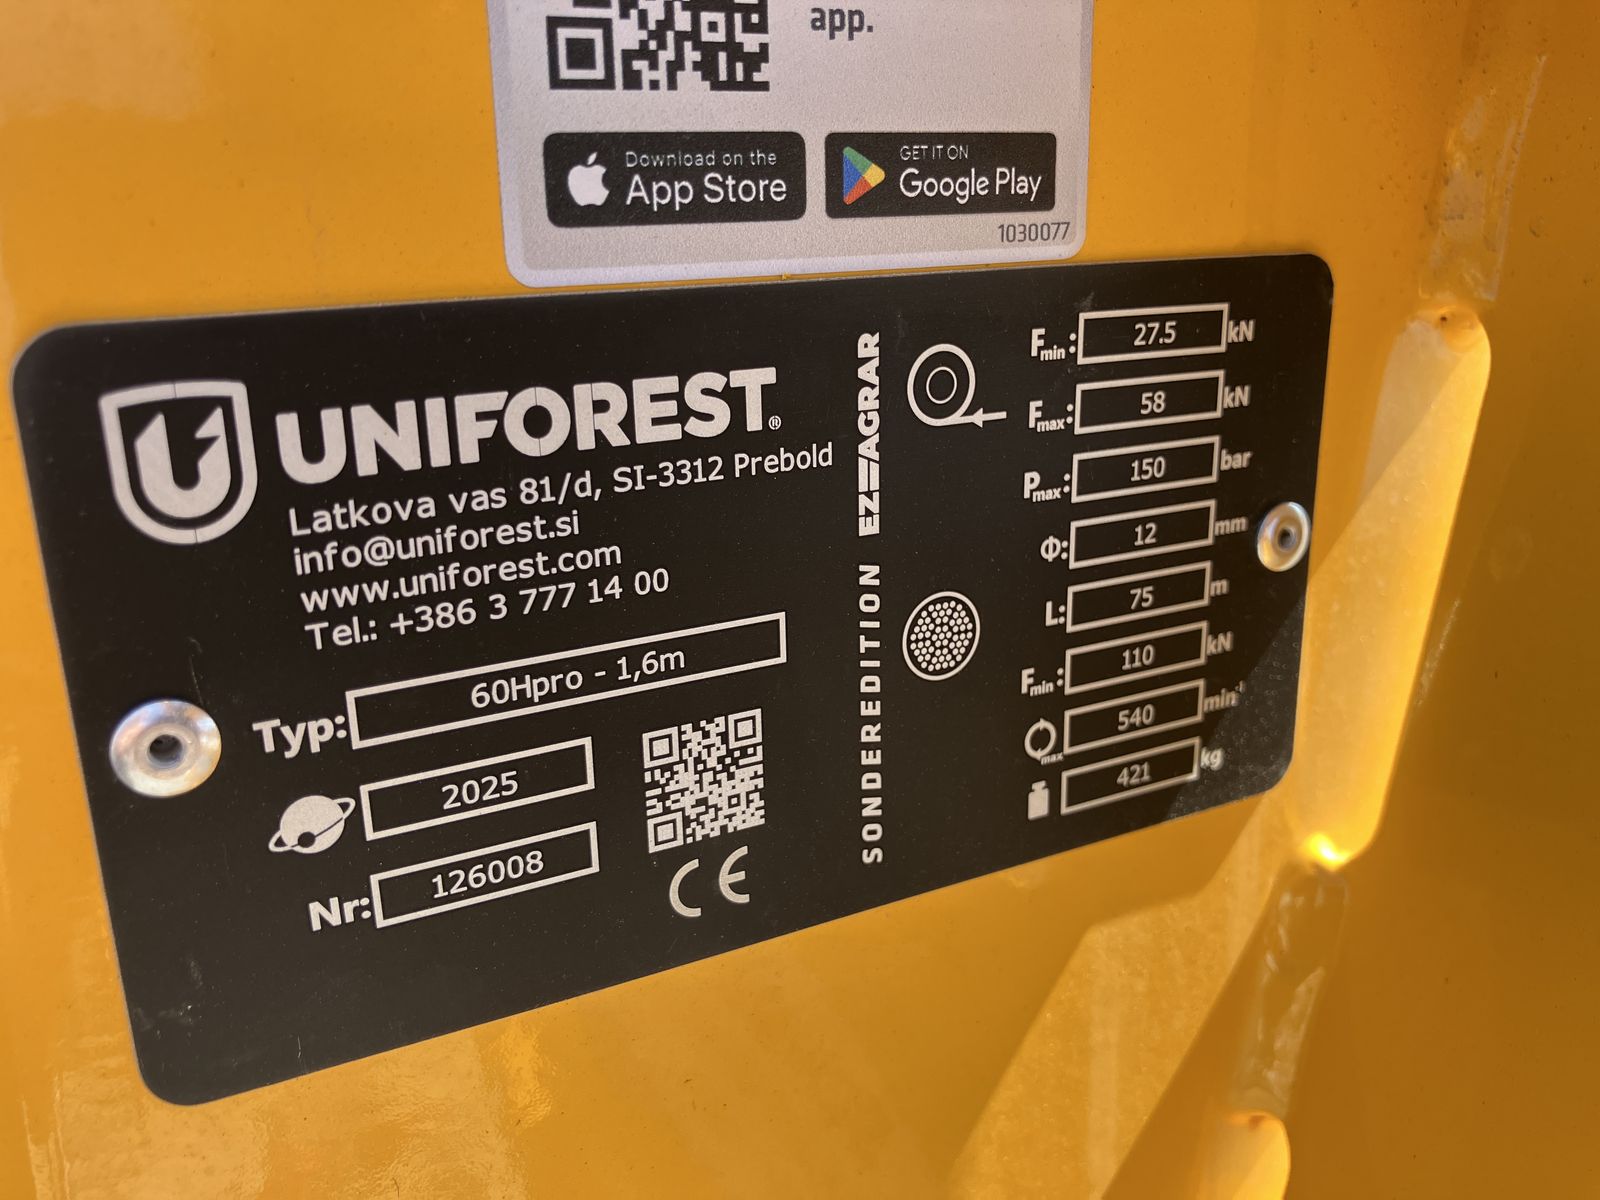 app.
Download on the
App Store
GET IT ON
Google Play
1030077
UNIFOREST®
Latkova vas 81/d, SI-3312 Prebold
info@uniforest.si
www.uniforest.com
Tel.: +386 3 777 14 00
Typ: 60Hpro - 1,6m
2025
Nr: 126008
CE
SONDEREDITION EZ AGRAR
Fmin: 27.5 kN
Fmax: 58 kN
Pmax: 150 bar
Φ: 12 mm
L: 75 m
Fmin: 110 kN
max 540 min⁻¹
421 kg